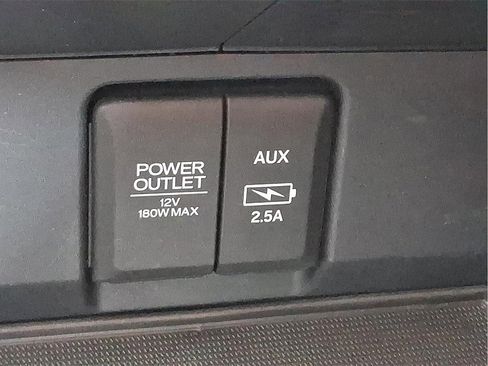 POWER
OUTLET
12V
180W MAX
AUX
2.5A